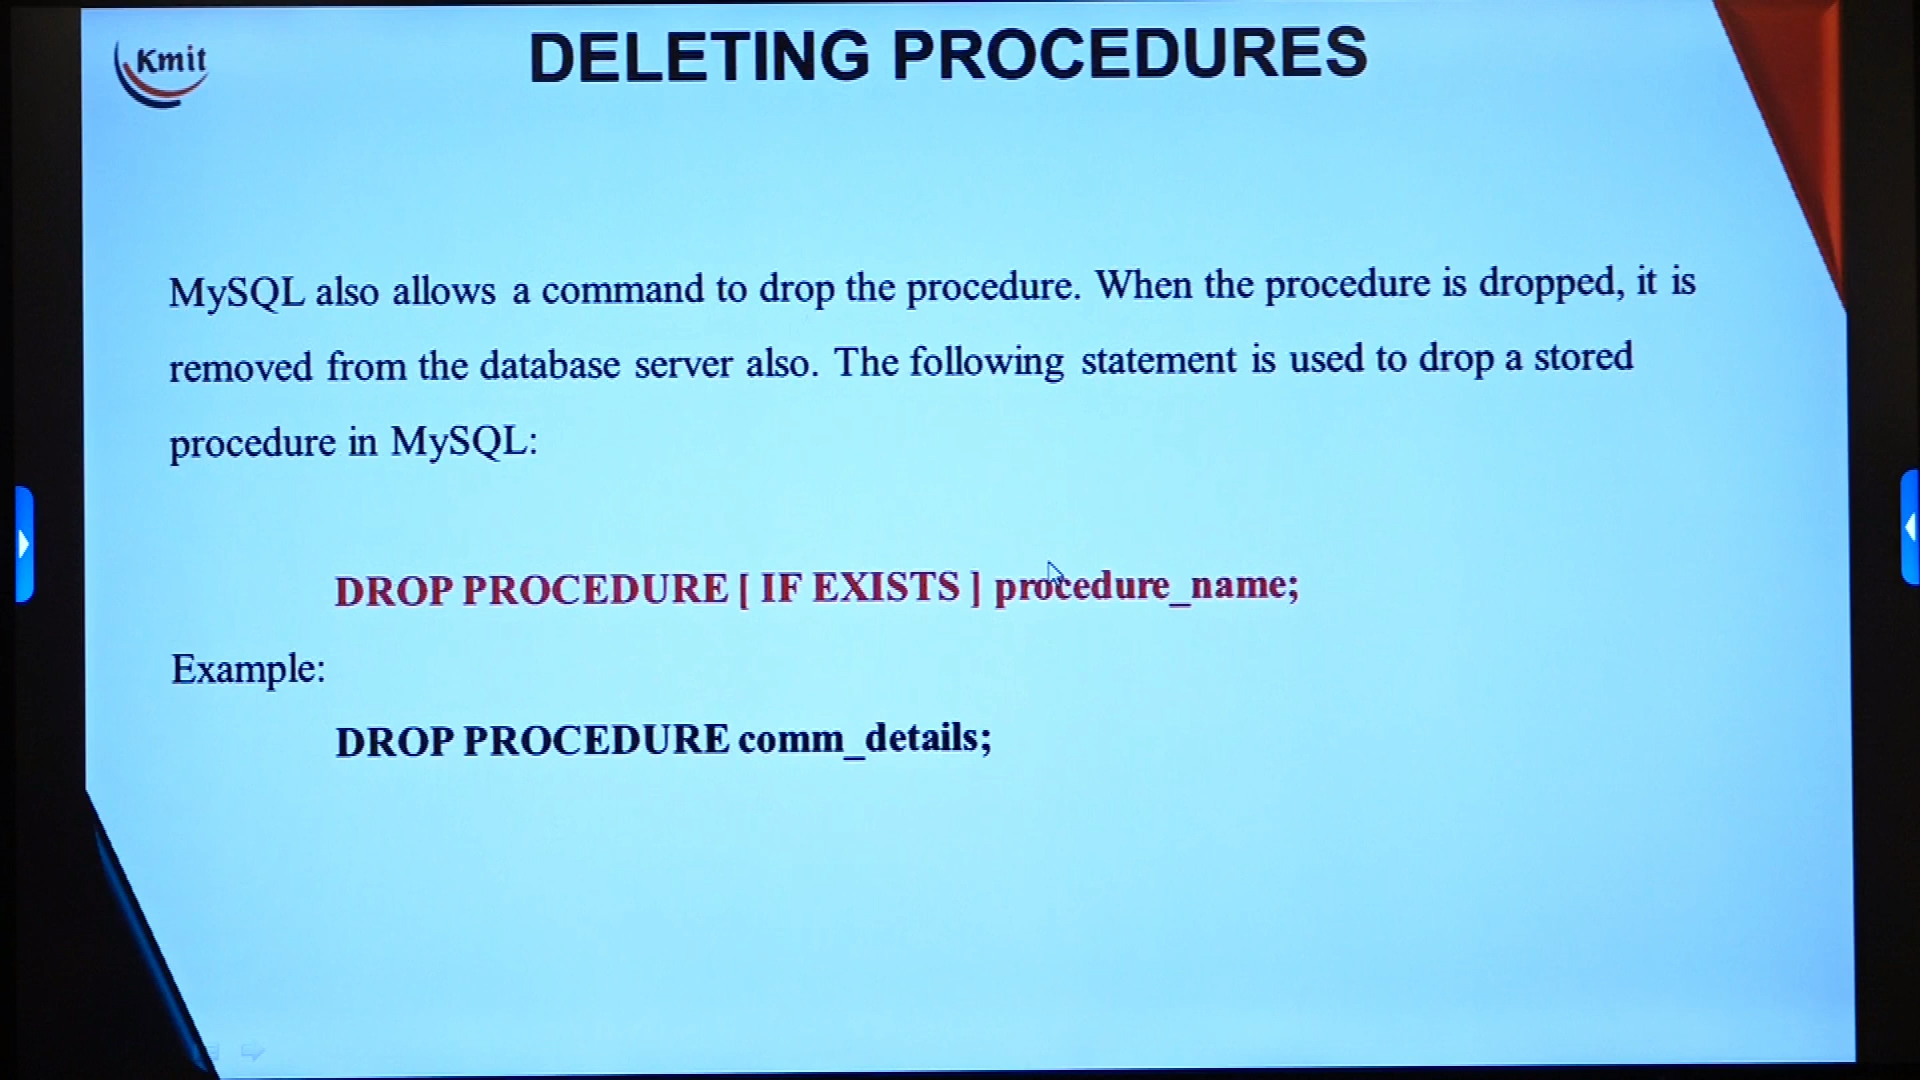 Kmit
DELETING PROCEDURES
MySQL also allows a command to drop the procedure. When the procedure is dropped, it is
removed from the database server also. The following statement is used to drop a stored
procedure in MySQL:
DROP PROCEDURE [ IF EXISTS ] procedure_name;
Example:
DROP PROCEDURE comm_details;